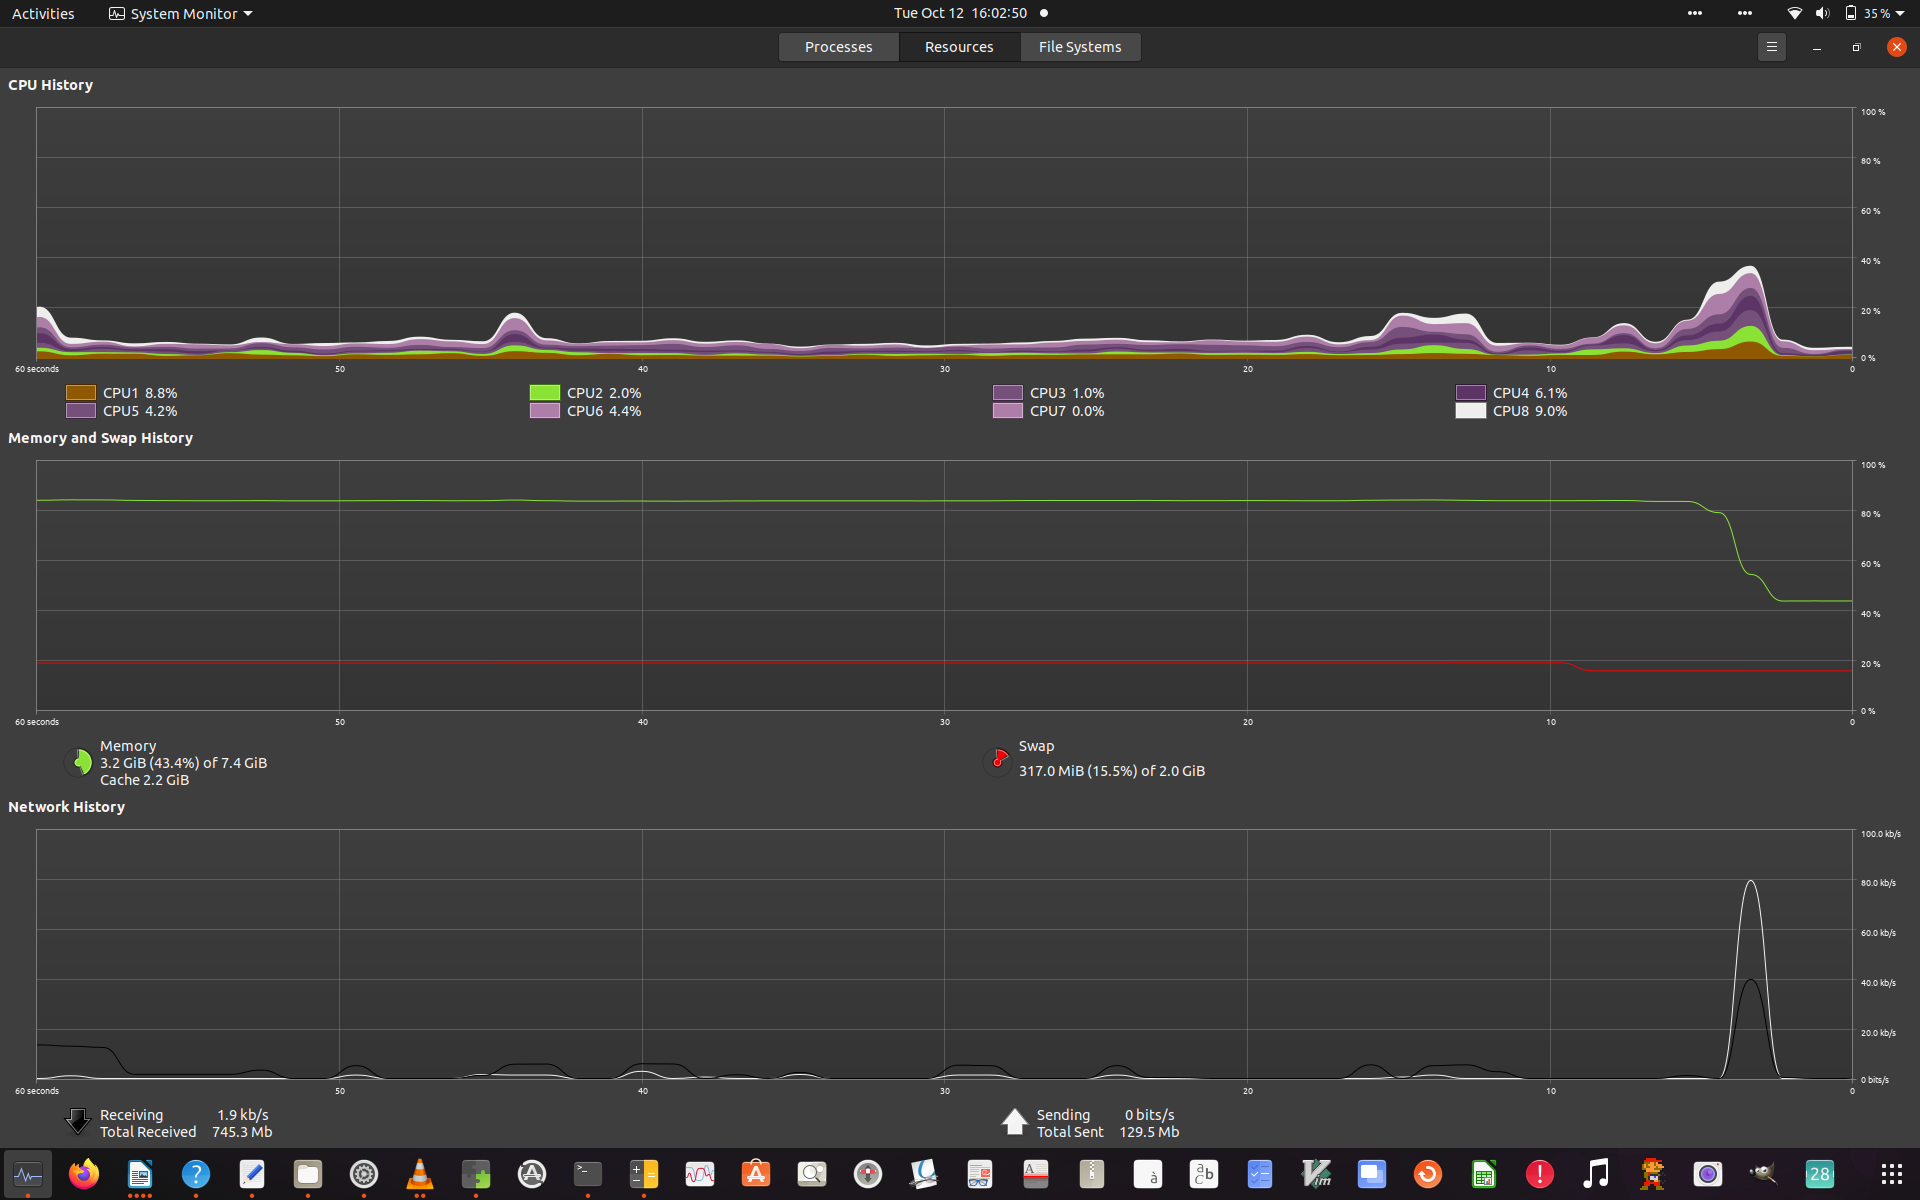 Activities System Monitor Tue Oct 12 16:02:50 35 %
Processes Resources File Systems
CPU History
100 %
80 %
60 %
40 %
20 %
0 %
60 seconds 50 40 30 20 10 0
CPU1 8.8% CPU2 2.0% CPU3 1.0% CPU4 6.1%
CPU5 4.2% CPU6 4.4% CPU7 0.0% CPU8 9.0%
Memory and Swap History
100 %
80 %
60 %
40 %
20 %
0 %
60 seconds 50 40 30 20 10 0
Memory
3.2 GiB (43.4%) of 7.4 GiB
Cache 2.2 GiB
Swap
317.0 MiB (15.5%) of 2.0 GiB
Network History
100.0 kb/s
80.0 kb/s
60.0 kb/s
40.0 kb/s
20.0 kb/s
0 bits/s
60 seconds 50 40 30 20 10 0
Receiving 1.9 kb/s
Total Received 745.3 Mb
Sending 0 bits/s
Total Sent 129.5 Mb
? >_ A à abC Vim ! 28